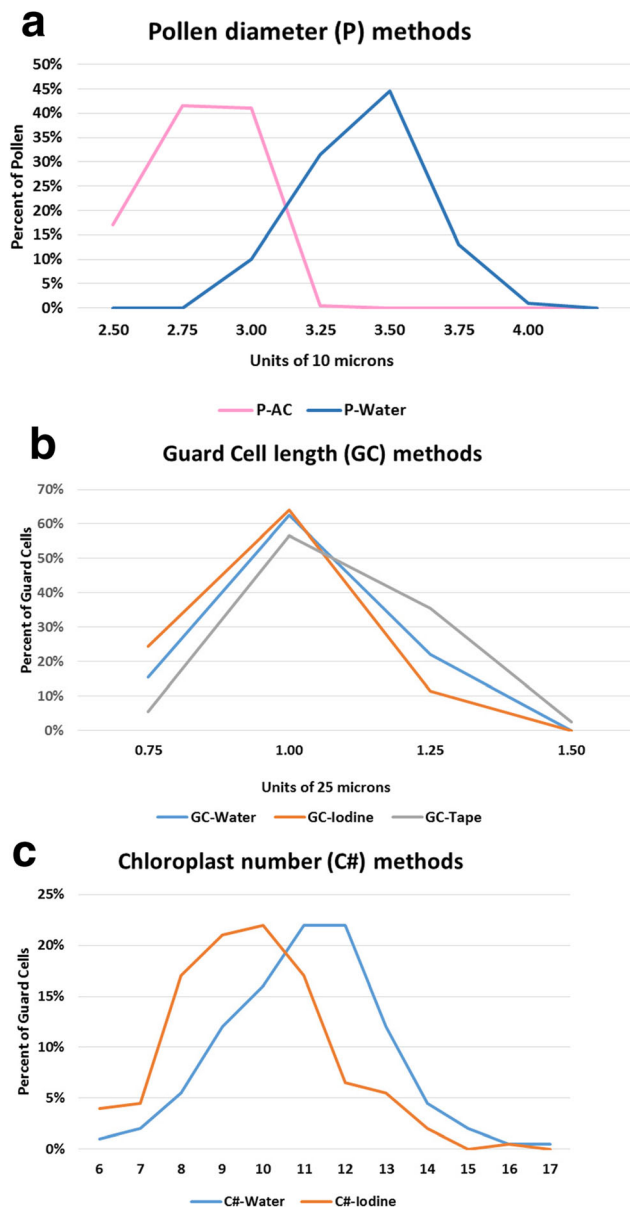 a
Pollen diameter (P) methods
50%
45%
40%
35%
30%
25%
20%
15%
10%
5%
0%
Percent of Pollen
2.50 2.75 3.00 3.25 3.50 3.75 4.00
Units of 10 microns
P-AC P-Water
b
Guard Cell length (GC) methods
70%
60%
50%
40%
30%
20%
10%
0%
Percent of Guard Cells
0.75 1.00 1.25 1.50
Units of 25 microns
GC-Water GC-Iodine GC-Tape
c
Chloroplast number (C#) methods
25%
20%
15%
10%
5%
0%
Percent of Guard Cells
6 7 8 9 10 11 12 13 14 15 16 17
C#-Water C#-Iodine